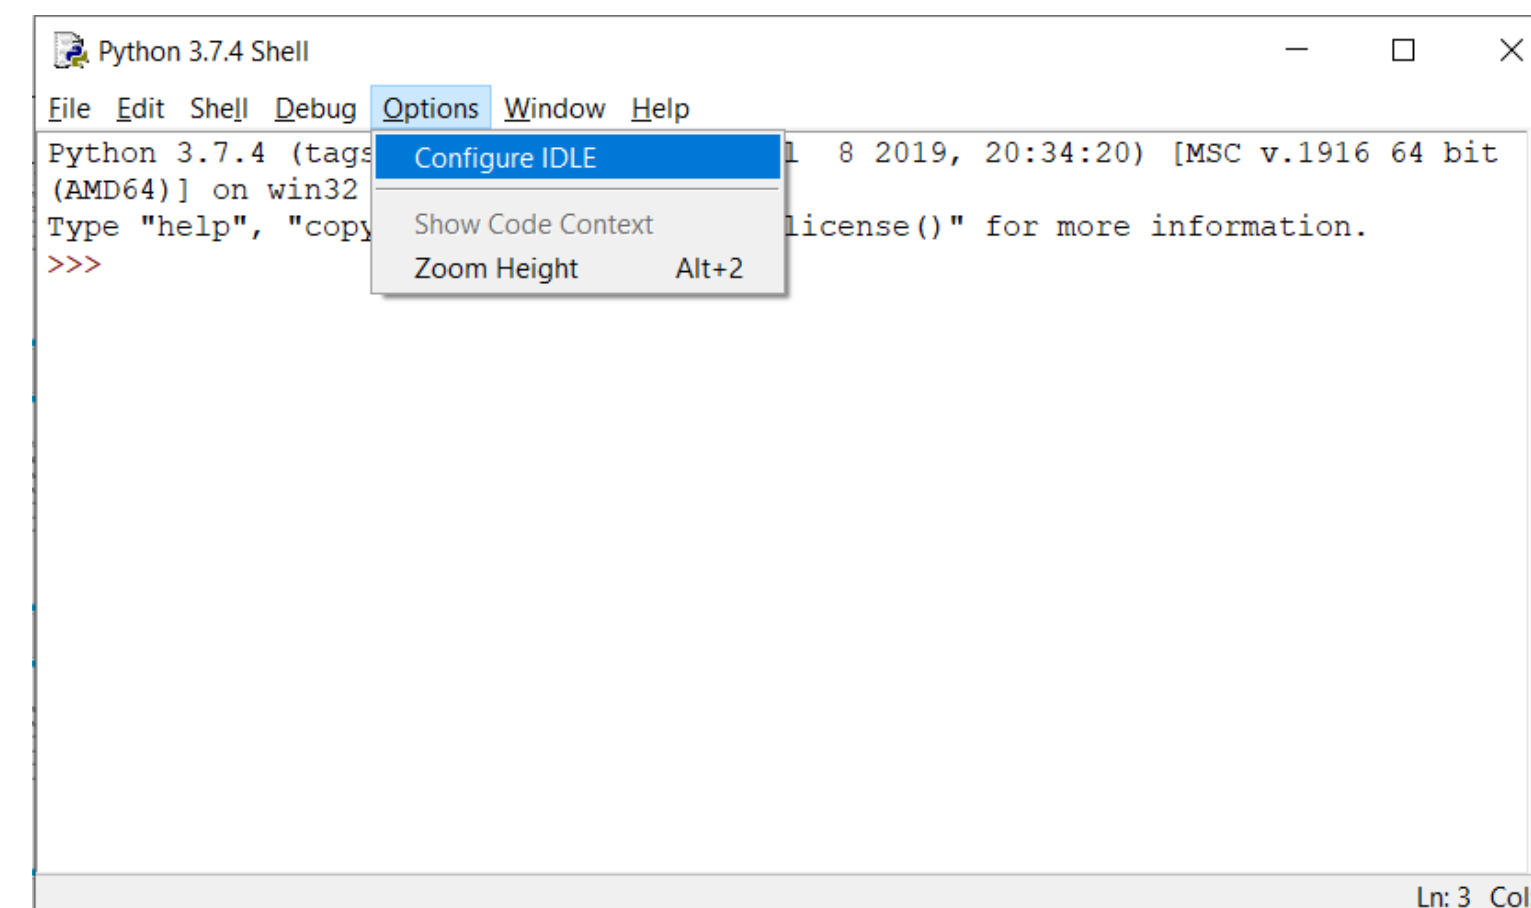 Python 3.7.4 Shell
File Edit Shell Debug Options Window Help
Python 3.7.4 (tags 8 2019, 20:34:20) [MSC v.1916 64 bit
(AMD64)] on win32
Type "help", "copy license()" for more information.
>>>
Configure IDLE
Show Code Context
Zoom Height Alt+2
Ln: 3 Col